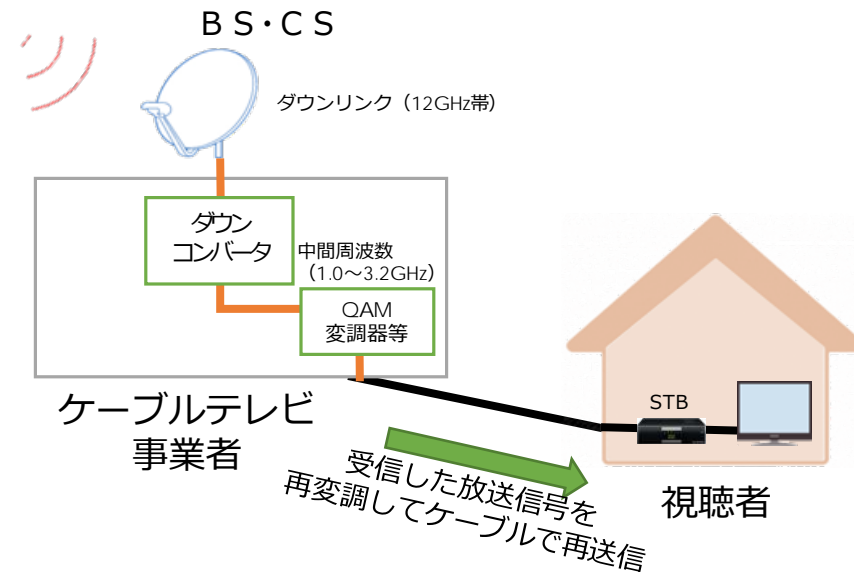 ＢＳ・ＣＳ
ダウンリンク（12GHz帯）
ダウン
コンバータ
中間周波数
（1.0～3.2GHz）
QAM
変調器等
ケーブルテレビ
事業者
STB
受信した放送信号を
再変調してケーブルで再送信
視聴者